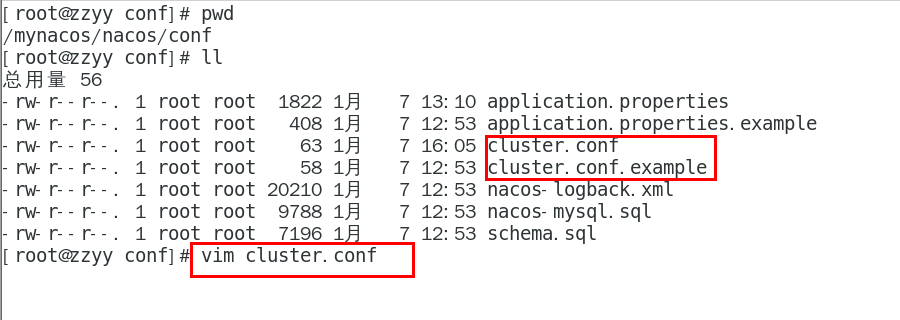 [root@zzyy conf]# pwd
/mynacos/nacos/conf
[root@zzyy conf]# ll
总用量 56
-rw-r--r--. 1 root root  1822 1月   7 13:10 application.properties
-rw-r--r--. 1 root root   408 1月   7 12:53 application.properties.example
-rw-r--r--. 1 root root    63 1月   7 16:05 cluster.conf
-rw-r--r--. 1 root root    58 1月   7 12:53 cluster.conf.example
-rw-r--r--. 1 root root 20210 1月   7 12:53 nacos-logback.xml
-rw-r--r--. 1 root root  9788 1月   7 12:53 nacos-mysql.sql
-rw-r--r--. 1 root root  7196 1月   7 12:53 schema.sql
[root@zzyy conf]# vim cluster.conf